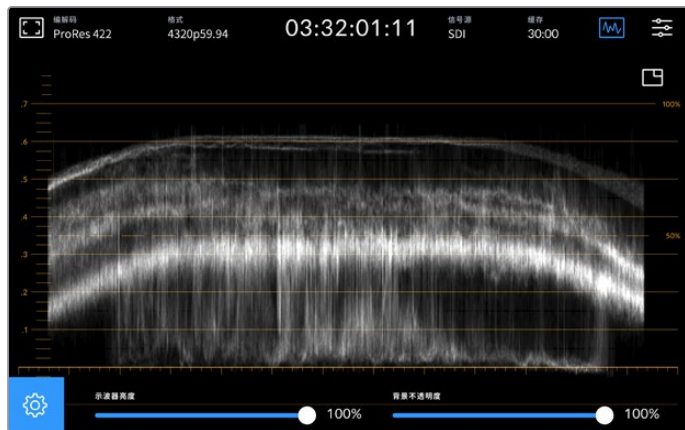 编解码
ProRes 422
格式
4320p59.94
03:32:01:11
信号源
SDI
缓存
30:00
.7
100%
.6
.5
.4
50%
.3
.2
.1
示波器亮度
100%
背景不透明度
100%